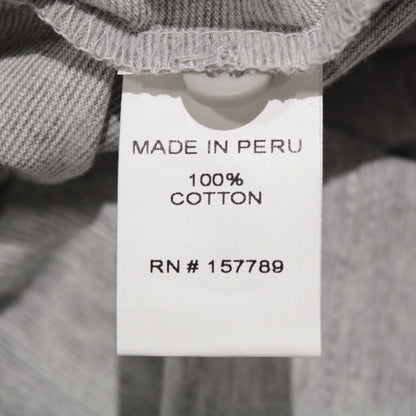 MADE IN PERU
100%
COTTON
RN # 157789